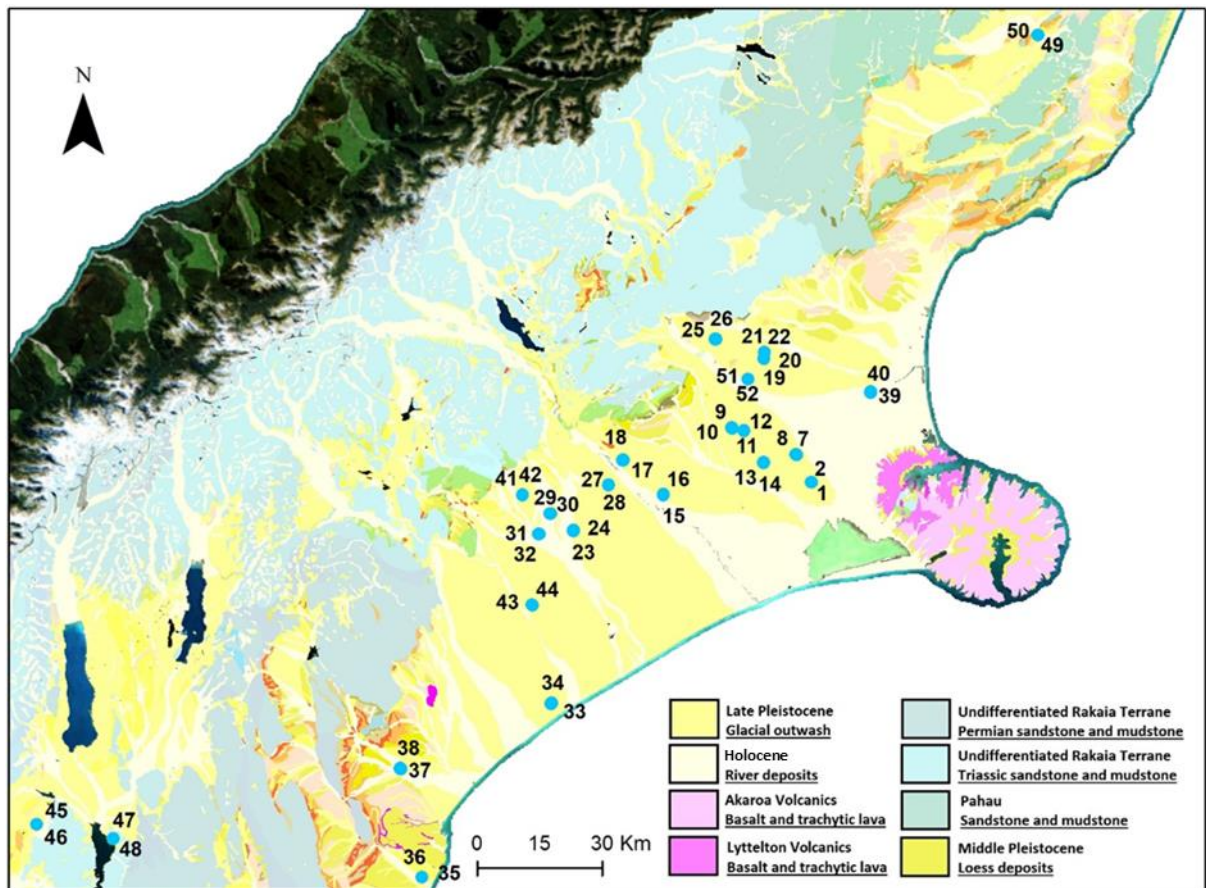 50
49
N
25 26
21 22
20
51
19
52
40
39
9
12
8
7
10
11
13
14
2
1
18
17
16
15
27
28
41 42
29
30
31
32
24
23
44
43
34
33
38
37
45
46
47
48
36
35
0 30 Km
Late Pleistocene
Glacial outwash
Holocene
River deposits
Akaroa Volcanics
Basalt and trachytic lava
Lyttelton Volcanics
Basalt and trachytic lava
Undifferentiated Rakaia Terrane
Permian sandstone and mudstone
Undifferentiated Rakaia Terrane
Triassic sandstone and mudstone
Pahau
Sandstone and mudstone
Middle Pleistocene
Loess deposits